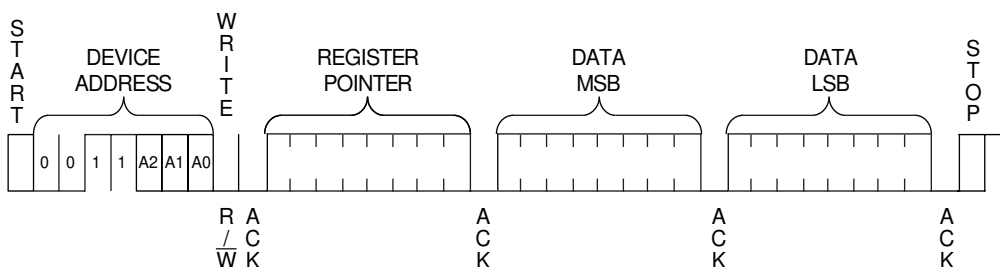 START
DEVICE
ADDRESS
WRITE
REGISTER
POINTER
DATA
MSB
DATA
LSB
STOP
0 0 1 1 A2 A1 A0
R/W̅
ACK
ACK
ACK
ACK